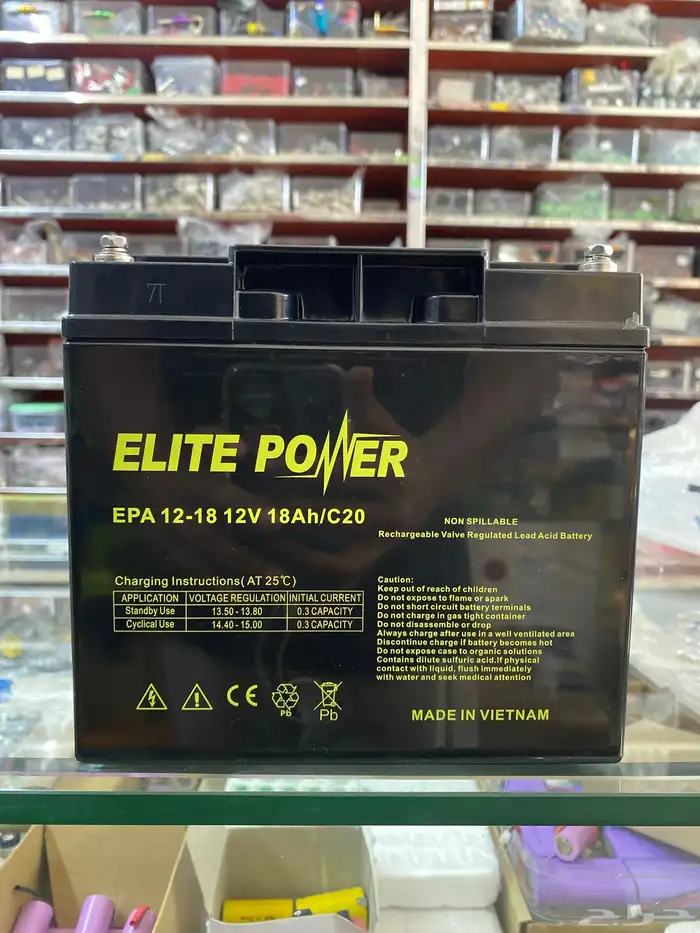 7T
ELITE POWER
EPA 12-18 12V 18Ah/C20
NON SPILLABLE
Rechargeable Valve Regulated Lead Acid Battery
Charging Instructions( AT 25℃)
APPLICATION VOLTAGE REGULATION INITIAL CURRENT
Standby Use 13.50 - 13.80 0.3 CAPACITY
Cyclical Use 14.40 - 15.00 0.3 CAPACITY
Caution:
Keep out of reach of children
Do not expose to flame or spark
Do not short circuit battery terminals
Do not charge in gas tight container
Do not disassemble or drop
Always charge after use in a well ventilated area
Discontinue charge if battery becomes hot
Do not expose case to organic solutions
Contains dilute sulfuric acid.If physical
contact with liquid, flush immediately
with water and seek medical attention
CE
Pb
Pb
MADE IN VIETNAM
حراج